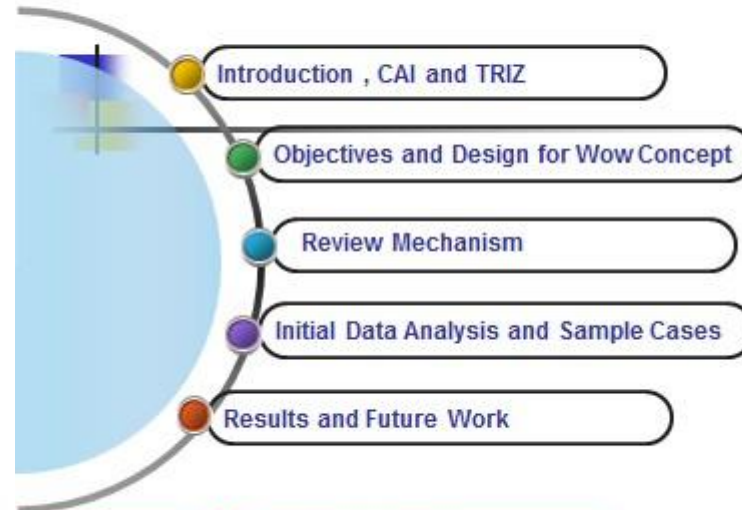 Introduction , CAI and TRIZ
Objectives and Design for Wow Concept
Review Mechanism
Initial Data Analysis and Sample Cases
Results and Future Work